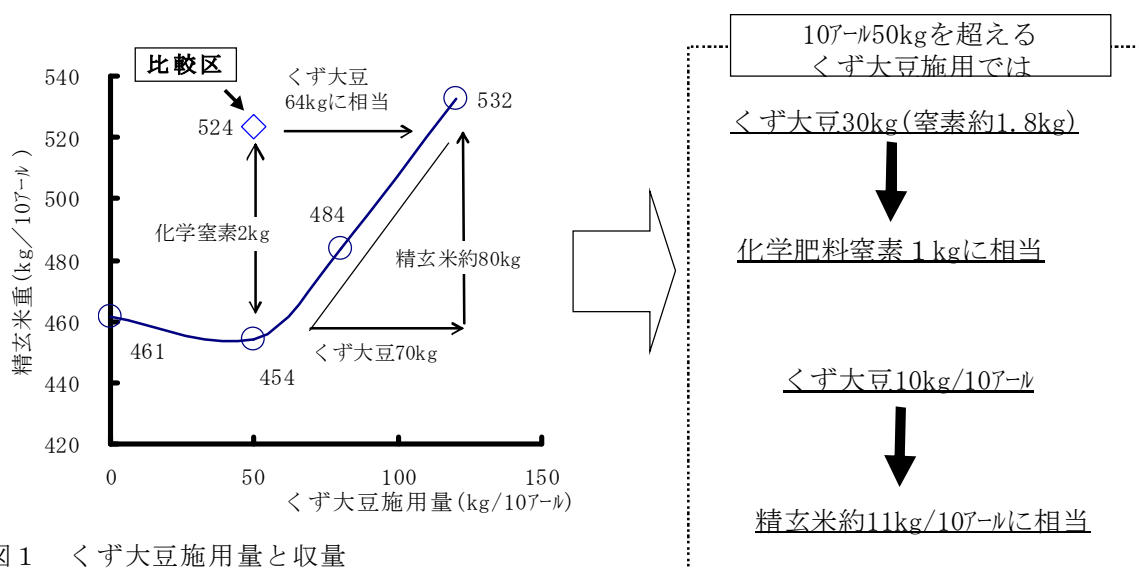 比較区
くず大豆
64kgに相当
540
520
500
480
460
440
420
精玄米重(kg/10ｱｰﾙ)
524
532
484
化学窒素2kg
精玄米約80kg
461
454
くず大豆70kg
0
50
100
150
くず大豆施用量(kg/10ｱｰﾙ)
図1 くず大豆施用量と収量
10ｱｰﾙ50kgを超える
くず大豆施用では
くず大豆30kg(窒素約1.8kg)
化学肥料窒素１kgに相当
くず大豆10kg/10ｱｰﾙ
精玄米約11kg/10ｱｰﾙに相当